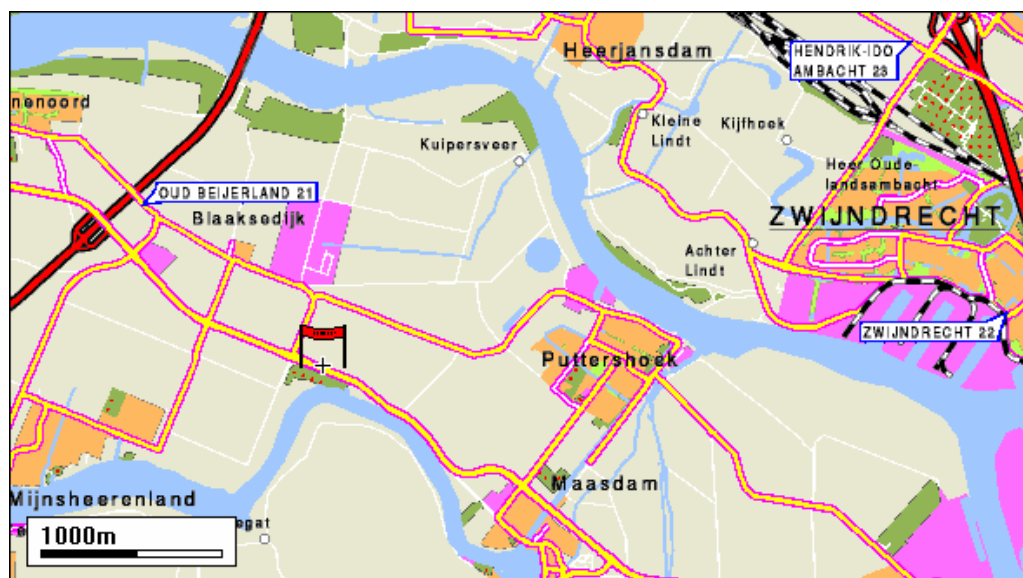 Heerjansdam
HENDRIK-IDO
AMBACHT 23
nenoord
Kleine
Lindt
Kijfhoek
Kuipersveer
Heer Oude-
landsambacht
OUD BEIJERLAND 21
Blaaksedijk
ZWIJNDRECHT
Achter
Lindt
ZWIJNDRECHT 22
Puttershoek
Maasdam
Mijnsheerenland
egat
1000m